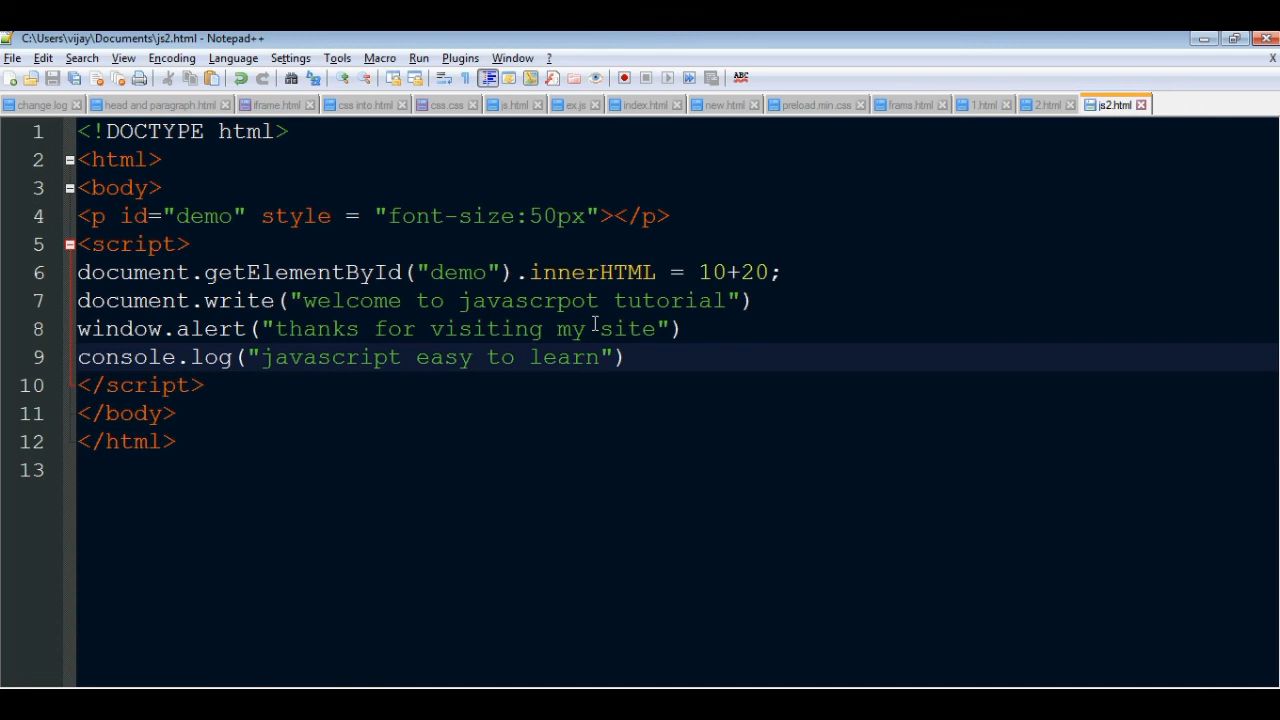 C:\Users\vijay\Documents\js2.html - Notepad++
File Edit Search View Encoding Language Settings Tools Macro Run Plugins Window ? X
ABC
change.log head and paragraph.html iframe.html css into.html css.css js.html ex.js index.html new.html preload.min.css frams.html 1.html 2.html js2.html
1 <!DOCTYPE html>
2 <html>
3 <body>
4 <p id="demo" style = "font-size:50px"></p>
5 <script>
6 document.getElementById("demo").innerHTML = 10+20;
7 document.write("welcome to javascrpot tutorial")
8 window.alert("thanks for visiting my site")
9 console.log("javascript easy to learn")
10 </script>
11 </body>
12 </html>
13